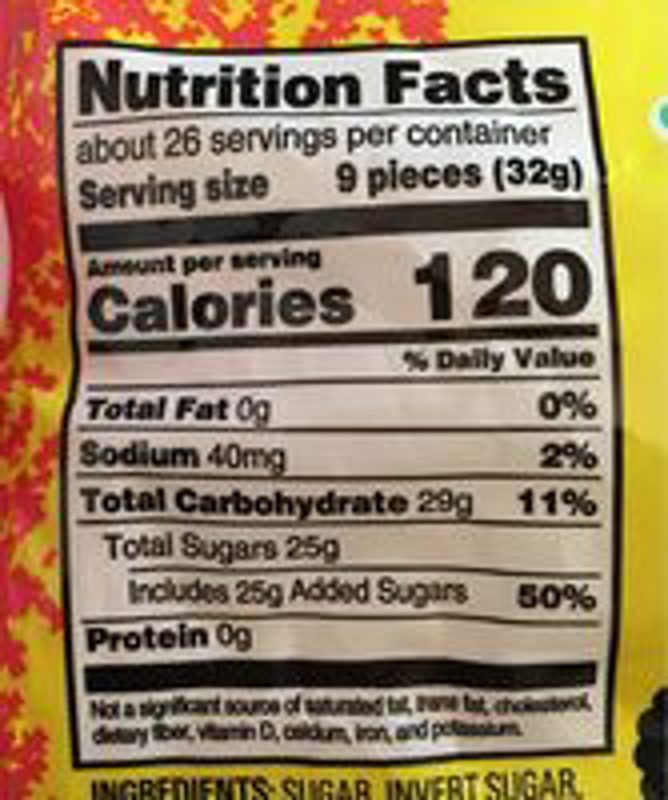 Nutrition Facts
about 26 servings per container
Serving size 9 pieces (32g)
Amount per serving
Calories 120
% Daily Value
Total Fat 0g 0%
Sodium 40mg 2%
Total Carbohydrate 29g 11%
Total Sugars 25g
Includes 25g Added Sugars 50%
Protein 0g
Not a significant source of saturated fat, trans fat, cholesterol,
dietary fiber, vitamin D, calcium, iron, and potassium.
INGREDIENTS: SUGAR, INVERT SUGAR,